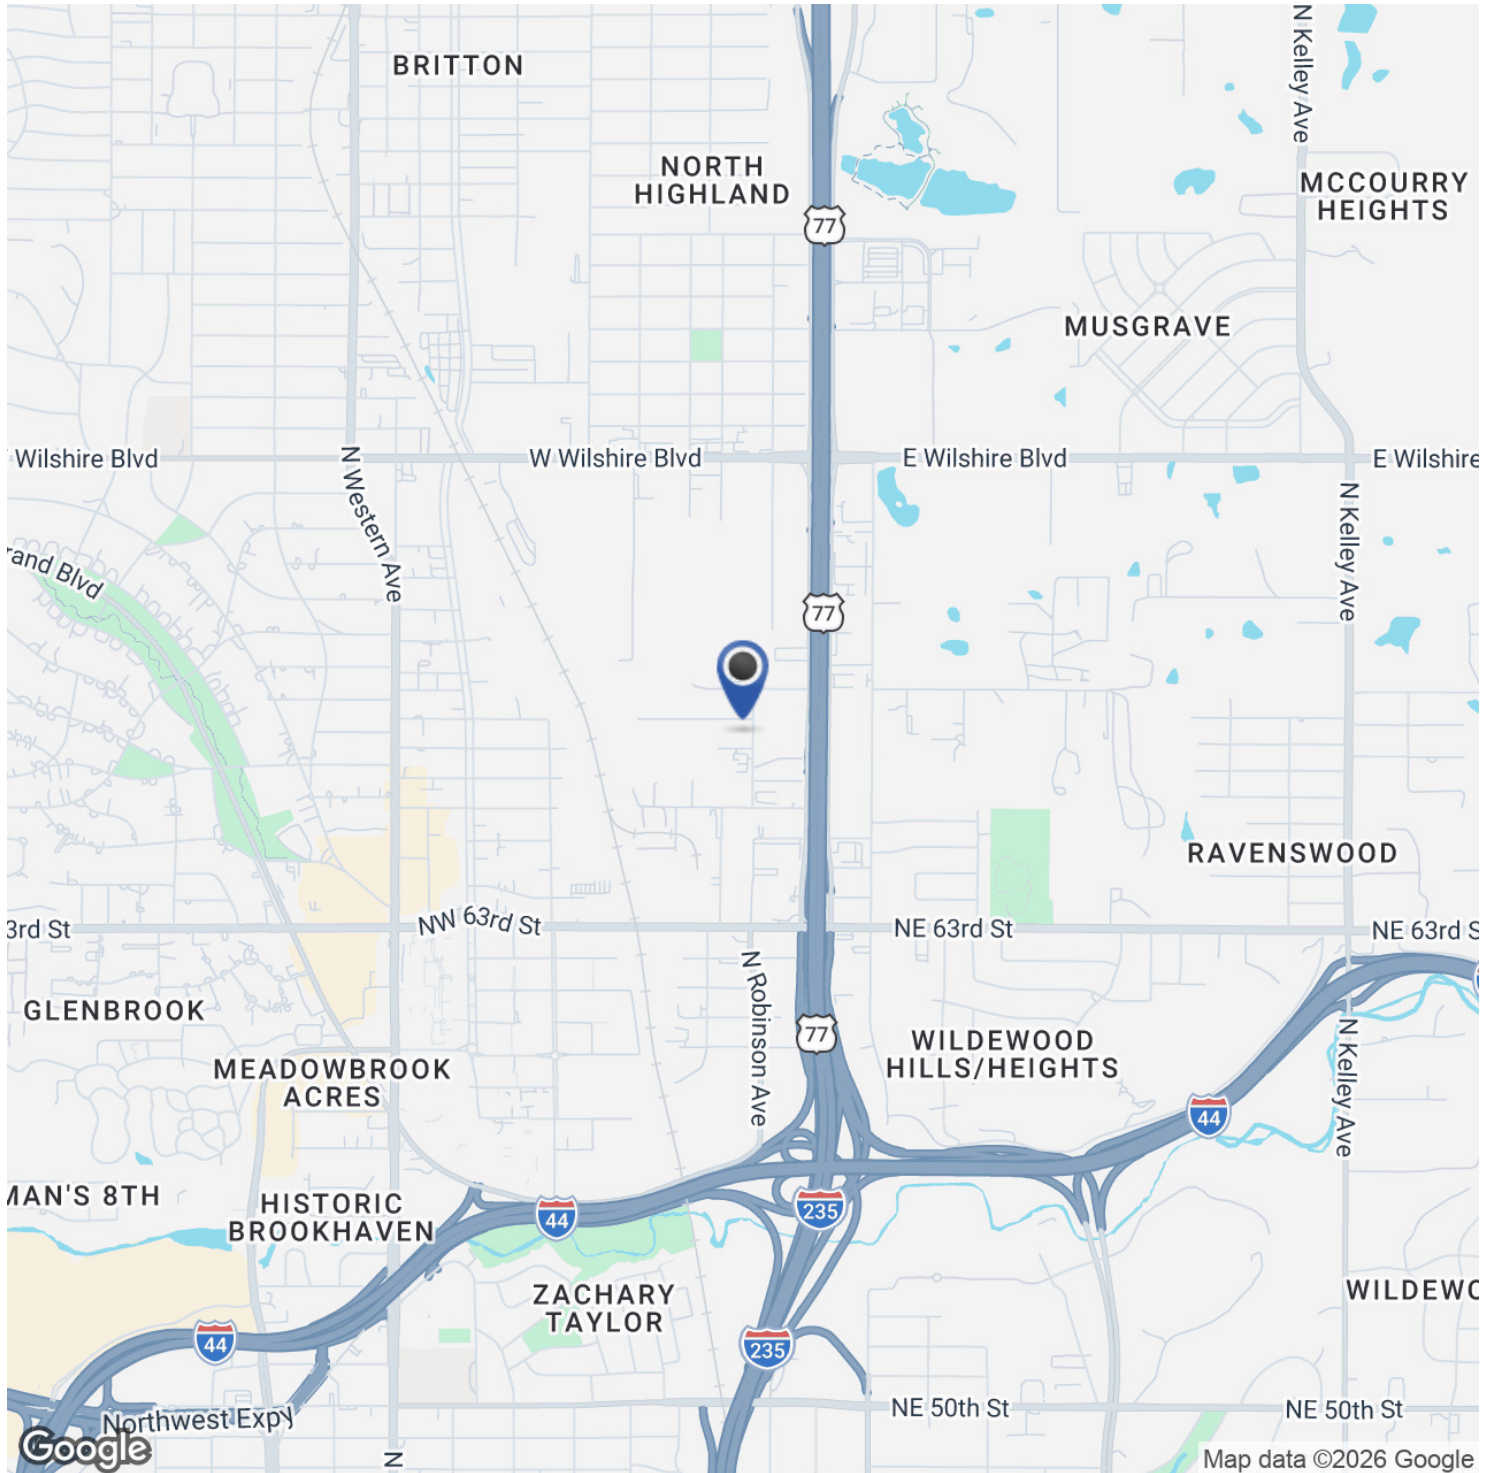 BRITTON
N Kelley Ave
NORTH
HIGHLAND
MCCOURRY
HEIGHTS
77
MUSGRAVE
Wilshire Blvd
W Wilshire Blvd
E Wilshire Blvd
E Wilshire
N Western Ave
N Kelley Ave
rand Blvd
77
RAVENSWOOD
3rd St
NW 63rd St
NE 63rd St
NE 63rd S
N Robinson Ave
GLENBROOK
77
WILDEWOOD
HILLS/HEIGHTS
MEADOWBROOK
ACRES
N Kelley Ave
44
MAN'S 8TH
HISTORIC
BROOKHAVEN
44
235
ZACHARY
TAYLOR
WILDEWO
44
235
NE 50th St
NE 50th St
Northwest Expy
Google
N
Map data ©2026 Google